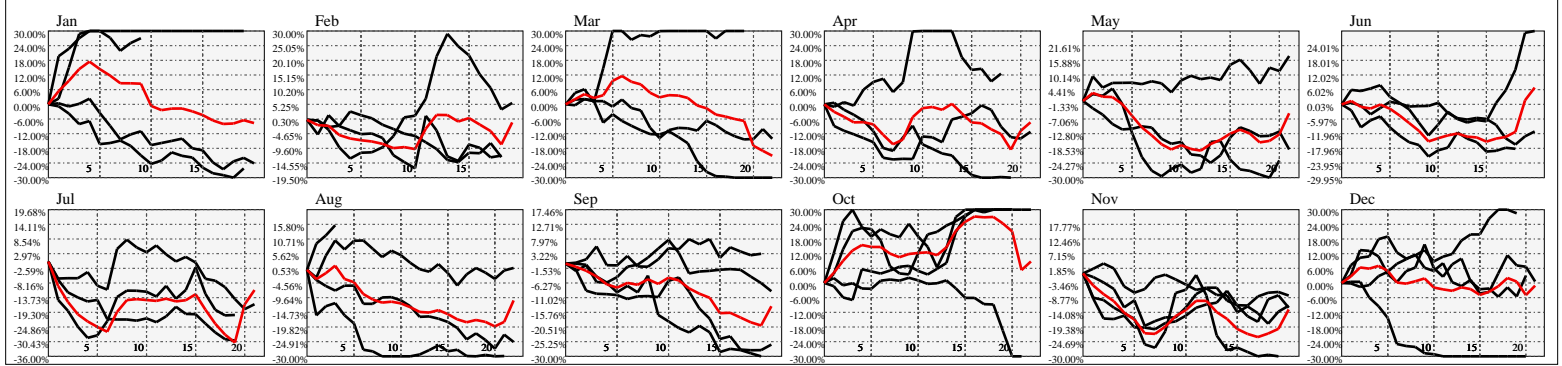 Jan Feb Mar Apr May Jun
30.00% 24.00% 18.00% 12.00% 6.00% 0.00% -6.00% -12.00% -18.00% -24.00% -30.00% 5 10 15
30.00% 25.05% 20.10% 15.15% 10.20% 5.25% 0.30% -4.65% -9.60% -14.55% -19.50% 5 10 15
30.00% 24.00% 18.00% 12.00% 6.00% 0.00% -6.00% -12.00% -18.00% -24.00% -30.00% 5 10 15 20
30.00% 24.00% 18.00% 12.00% 6.00% 0.00% -6.00% -12.00% -18.00% -24.00% -30.00% 5 10 15 20
21.61% 15.88% 10.14% 4.41% -1.33% -7.06% -12.80% -18.53% -24.27% -30.00% 5 10 15 20
24.01% 18.02% 12.02% 6.02% 0.03% -5.97% -11.96% -17.96% -23.95% -29.95% 5 10 15
Jul Aug Sep Oct Nov Dec
19.68% 14.11% 8.54% 2.97% -2.59% -8.16% -13.73% -19.30% -24.86% -30.43% -36.00% 5 10 15 20
15.80% 10.71% 5.62% 0.53% -4.56% -9.64% -14.73% -19.82% -24.91% -30.00% 5 10 15 20
17.46% 12.71% 7.97% 3.22% -1.53% -6.27% -11.02% -15.76% -20.51% -25.25% -30.00% 5 10 15
30.00% 24.00% 18.00% 12.00% 6.00% 0.00% -6.00% -12.00% -18.00% -24.00% -30.00% 5 10 15 20
17.77% 12.46% 7.15% 1.85% -3.46% -8.77% -14.08% -19.38% -24.69% -30.00% 5 10 15 20
30.00% 24.00% 18.00% 12.00% 6.00% 0.00% -6.00% -12.00% -18.00% -24.00% -30.00% 5 10 15 20